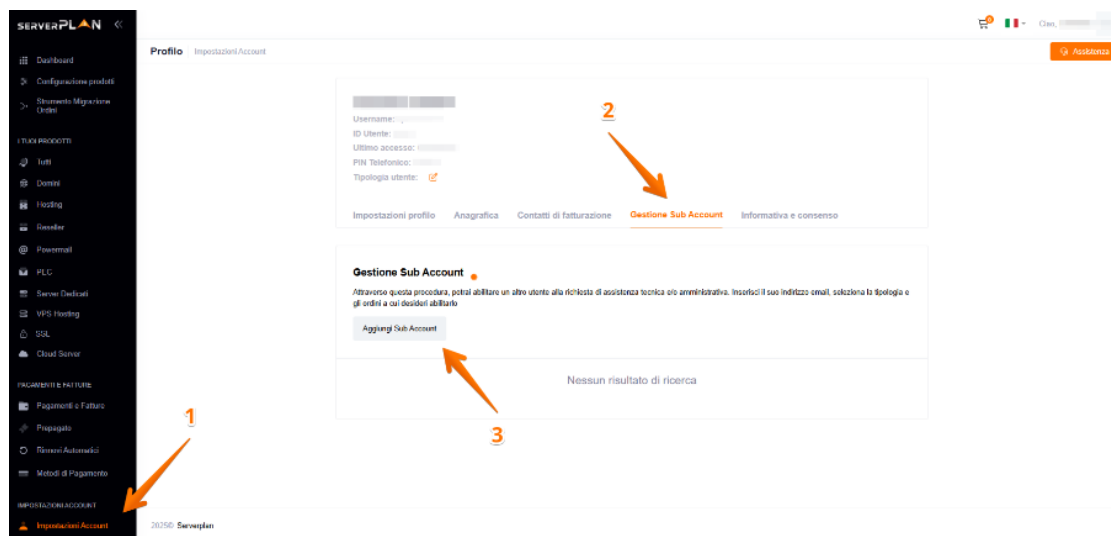 SERVERPLAN
Dashboard
Configurazione prodotti
Strumento Migrazione
Ordini
I TUOI PRODOTTI
Tutti
Domini
Hosting
Reseller
Powermail
PEC
Server Dedicati
VPS Hosting
SSL
Cloud Server
PAGAMENTI E FATTURE
Pagamenti e Fatture
Prepagato
Rinnovi Automatici
Metodi di Pagamento
IMPOSTAZIONI ACCOUNT
Impostazioni Account
0
Ciao,
Profilo Impostazioni Account
Assistenza
Username:
ID Utente:
Ultimo accesso:
PIN Telefonico:
Tipologia utente:
Impostazioni profilo Anagrafica Contatti di fatturazione Gestione Sub Account Informativa e consenso
Gestione Sub Account
Attraverso questa procedura, potrai abilitare un altro utente alla richiesta di assistenza tecnica e/o amministrativa. Inserisci il suo indirizzo email, seleziona la tipologia e
gli ordini a cui desideri abilitarlo
Aggiungi Sub Account
Nessun risultato di ricerca
1
2
3
2025© Serverplan